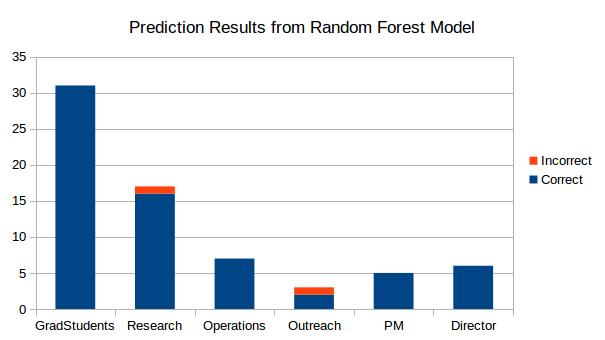 Prediction Results from Random Forest Model
35
30
25
20
15
10
5
0
Incorrect
Correct
GradStudents Research Operations Outreach PM Director